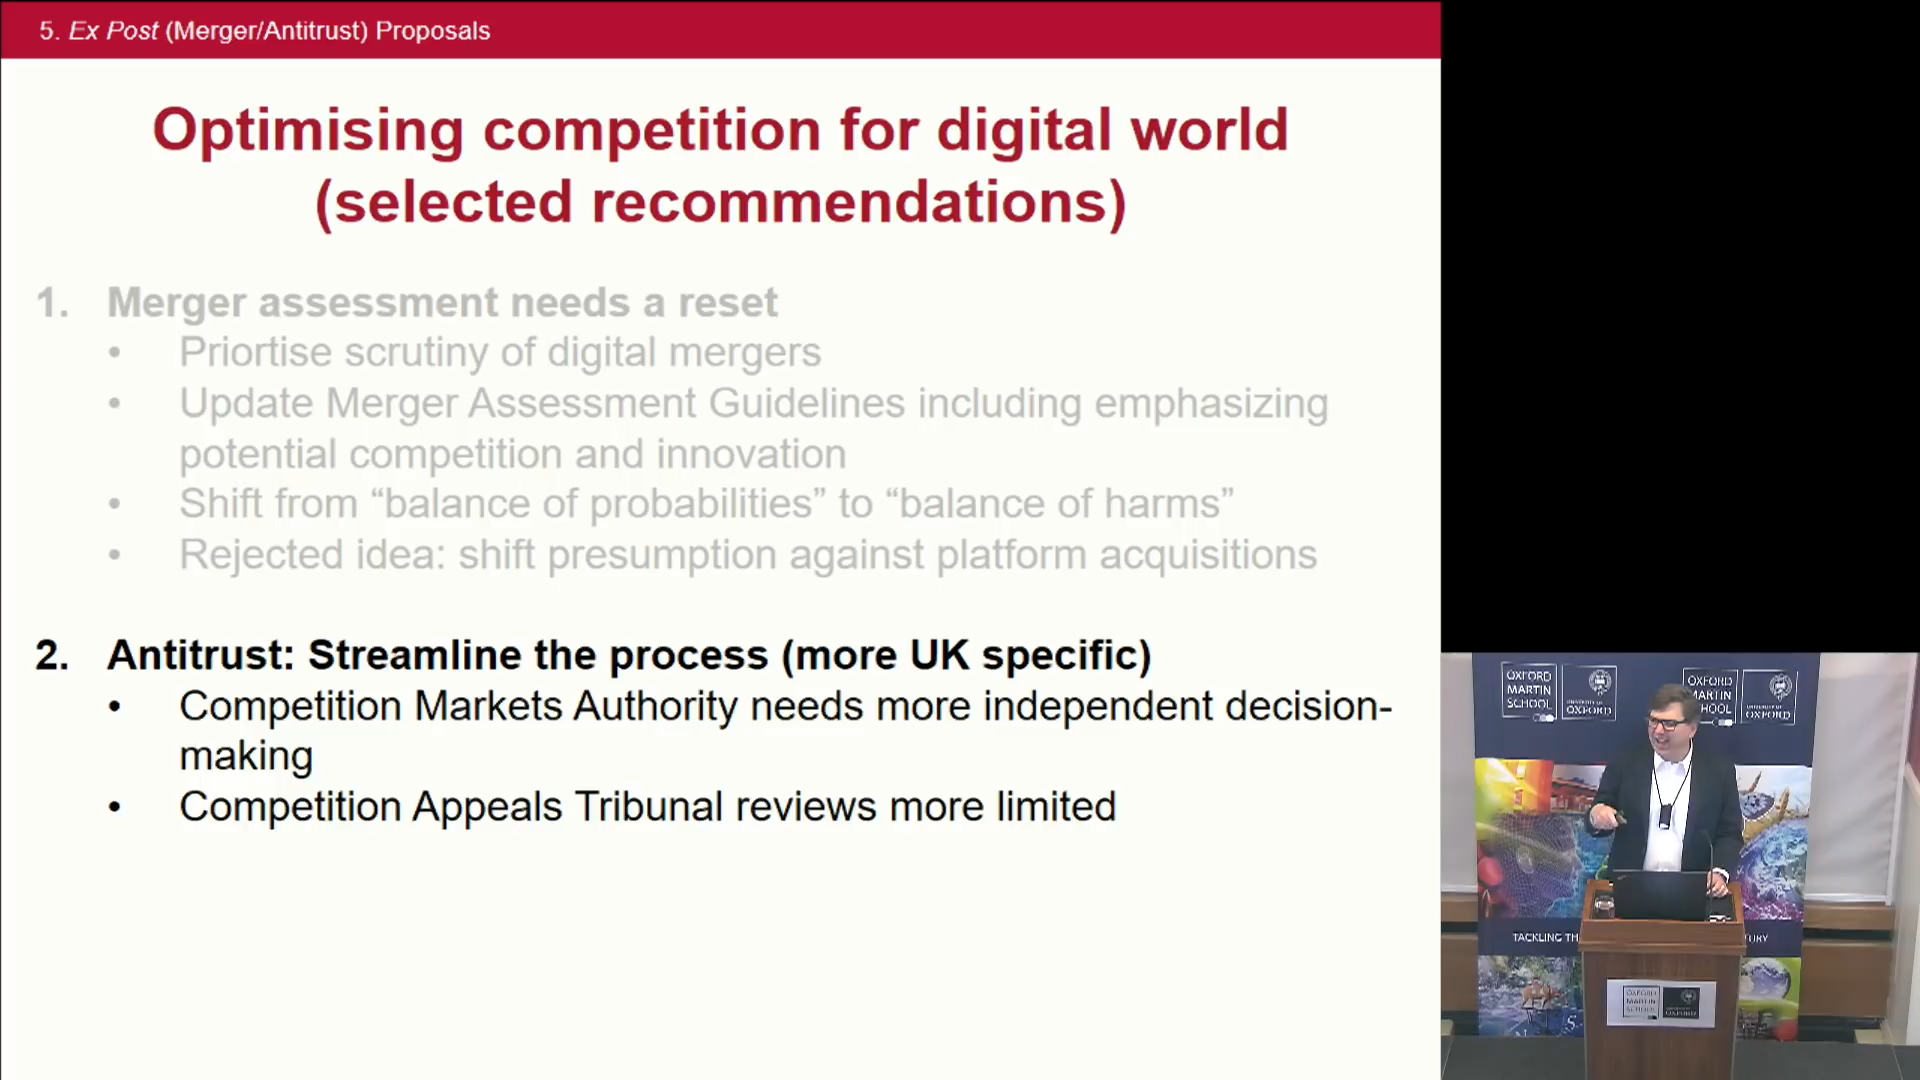 5. Ex Post (Merger/Antitrust) Proposals
Optimising competition for digital world
(selected recommendations)
1. Merger assessment needs a reset
• Priortise scrutiny of digital mergers
• Update Merger Assessment Guidelines including emphasizing
potential competition and innovation
• Shift from “balance of probabilities” to “balance of harms”
• Rejected idea: shift presumption against platform acquisitions
2. Antitrust: Streamline the process (more UK specific)
• Competition Markets Authority needs more independent decision-
making
• Competition Appeals Tribunal reviews more limited
OXFORD
MARTIN
SCHOOL
UNIVERSITY OF
OXFORD
OXFORD
MARTIN
HOOL
UNIVERSITY OF
OXFORD
TACKLING TH
URY
OXFORD
MARTIN
SCHOOL
OXFORD